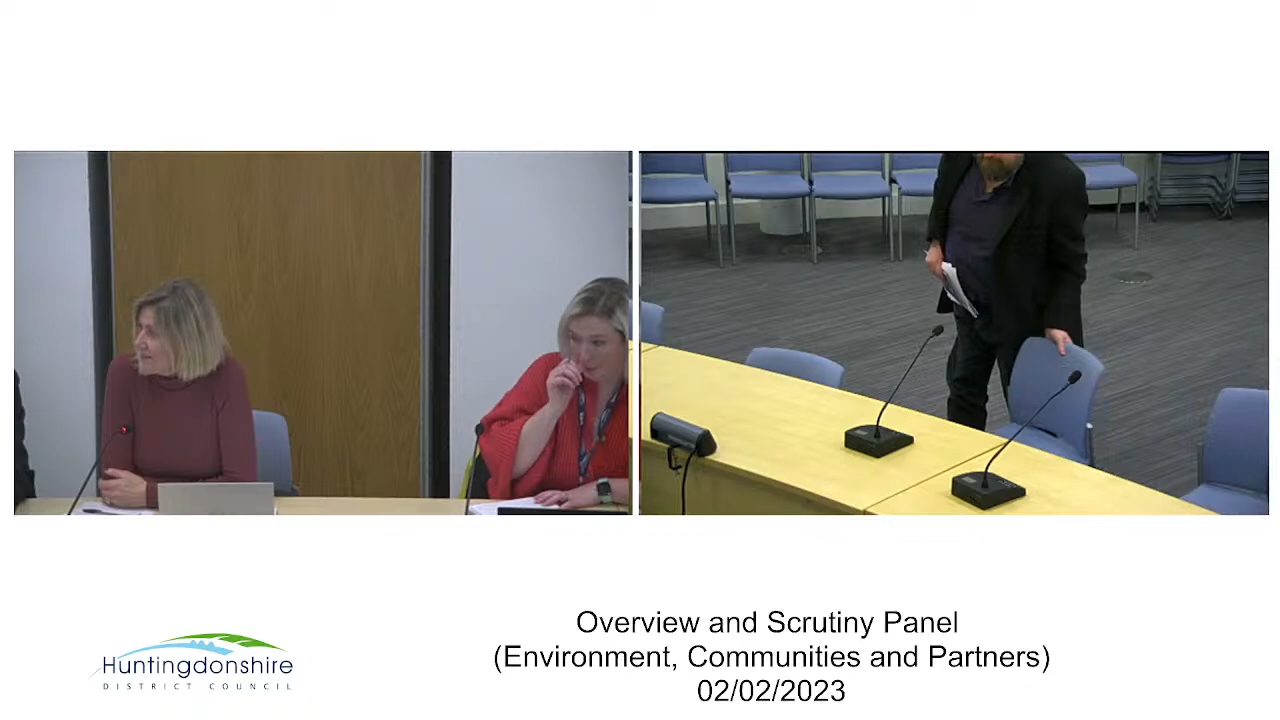 Huntingdonshire
DISTRICT COUNCIL
Overview and Scrutiny Panel
(Environment, Communities and Partners)
02/02/2023